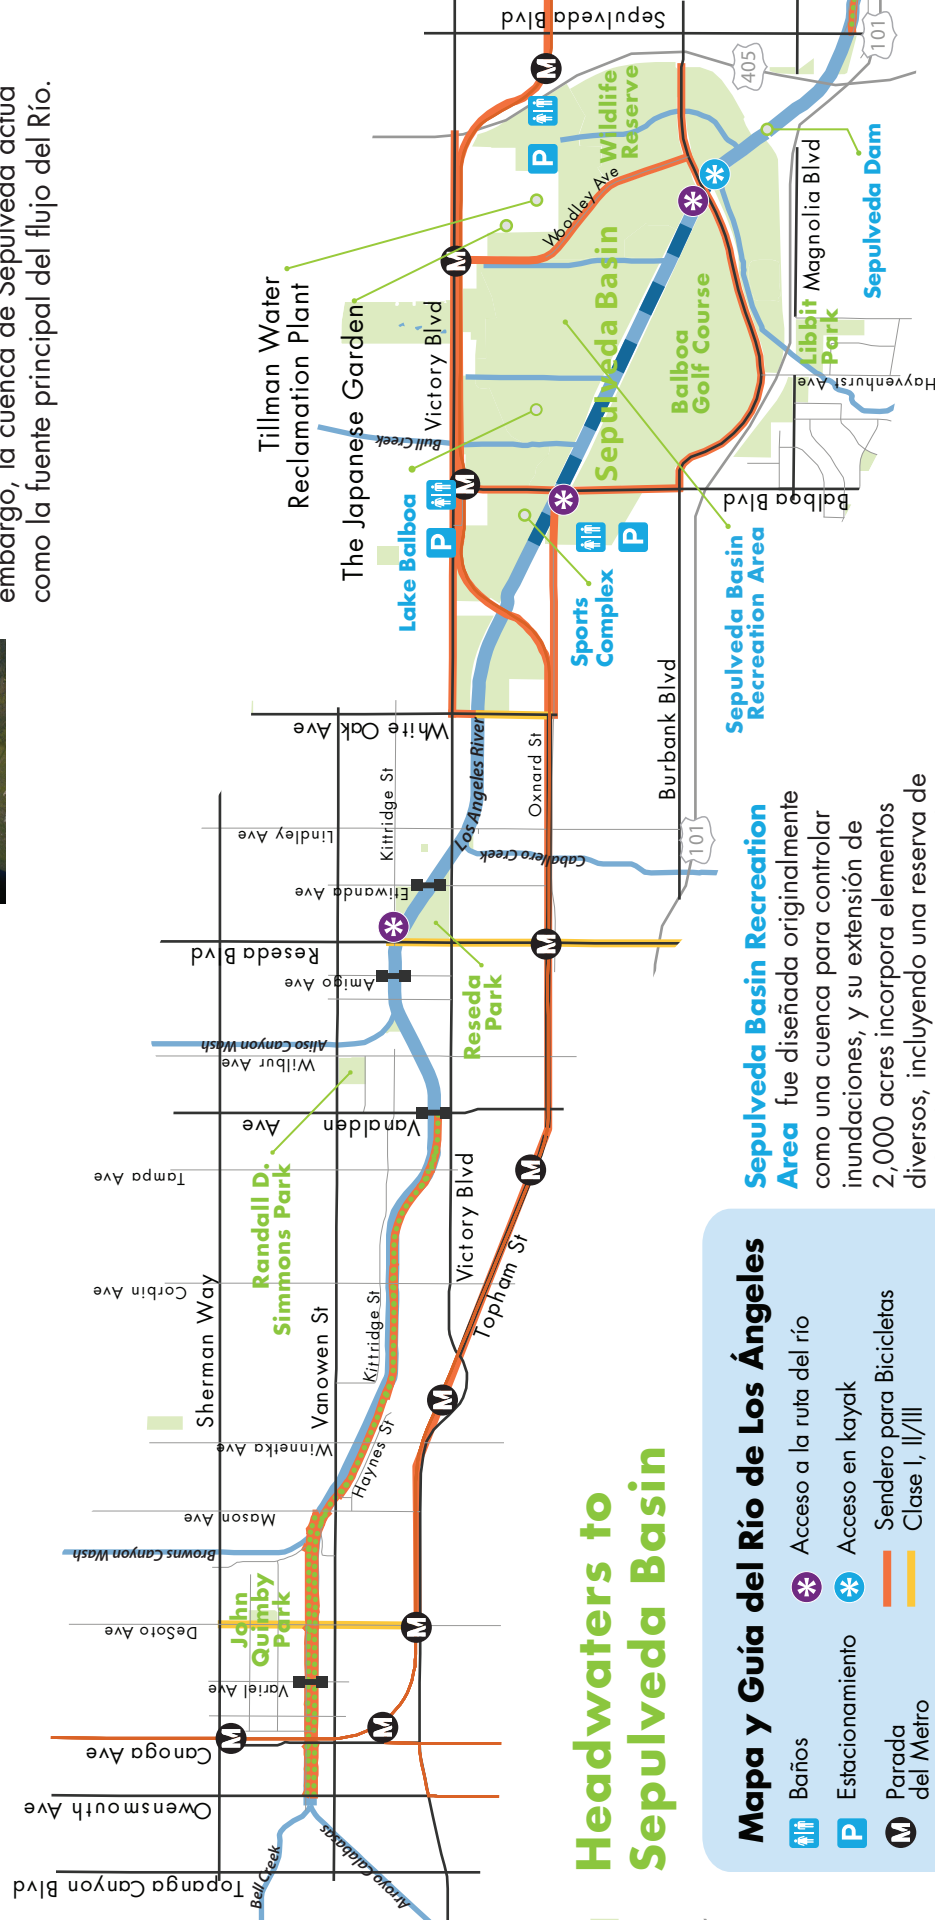 embargo, la cuenca de Sepúlveda actúa
como la fuente principal del flujo del Río.
Tillman Water
Reclamation Plant
The Japanese Garden
Lake Balboa
Victory Blvd
Bull Creek
Sepulveda Blvd
405
101
Wildlife
Reserve
Woodley Ave
Sepulveda Basin
Balboa
Golf Course
Magnolia Blvd
Sepulveda Dam
Libbit
Park
Hayvenhurst Ave
Balboa Blvd
Sports
Complex
Sepulveda Basin
Recreation Area
Burbank Blvd
101
White Oak Ave
Kittridge St
Lindley Ave
Etiwanda Ave
Los Angeles River
Oxnard St
Caballero Creek
Reseda Blvd
Amigo Ave
Reseda
Park
Aliso Canyon Wash
Wilbur Ave
Vanalden Ave
Randall D.
Simmons Park
Tampa Ave
Corbin Ave
Sherman Way
Vanowen St
Kittridge St
Victory Blvd
Topham St
Winnetka Ave
Haynes St
Mason Ave
Browns Canyon Wash
John
Quimby
Park
DeSoto Ave
Variel Ave
Canoga Ave
Owensmouth Ave
Topanga Canyon Blvd
Bell Creek
Arroyo Calabasas
M
M
M
M
M
M
M
M
M
P
P
P
Headwaters to
Sepulveda Basin
Sepulveda Basin Recreation
Area fue diseñada originalmente
como una cuenca para controlar
inundaciones, y su extensión de
2,000 acres incorpora elementos
diversos, incluyendo una reserva de
Mapa y Guía del Río de Los Ángeles
Baños
P Estacionamiento
M Parada
del Metro
Acceso a la ruta del río
Acceso en kayak
Sendero para Bicicletas
Clase I, II/III